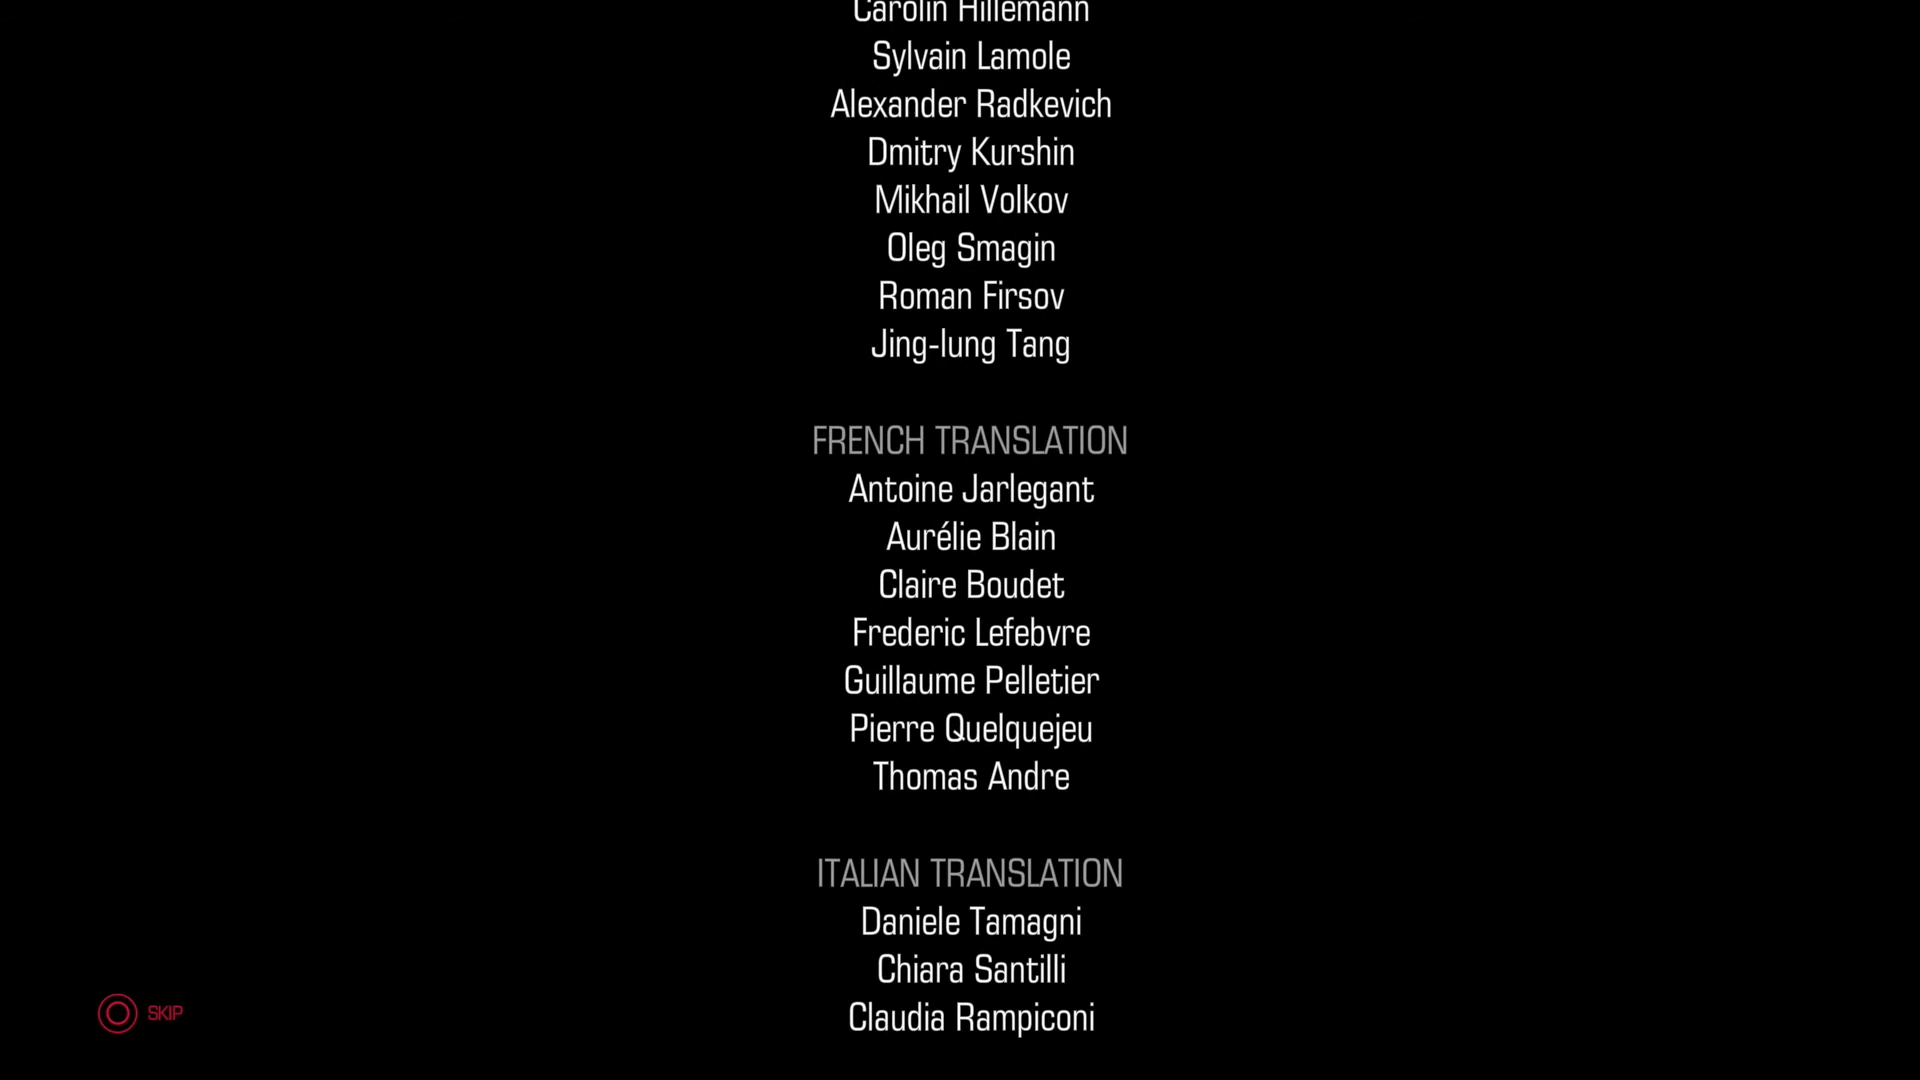 Carolin Hillemann
Sylvain Lamole
Alexander Radkevich
Dmitry Kurshin
Mikhail Volkov
Oleg Smagin
Roman Firsov
Jing-lung Tang
FRENCH TRANSLATION
Antoine Jarlegant
Aurélie Blain
Claire Boudet
Frederic Lefebvre
Guillaume Pelletier
Pierre Quelquejeu
Thomas Andre
ITALIAN TRANSLATION
Daniele Tamagni
Chiara Santilli
Claudia Rampiconi
SKIP